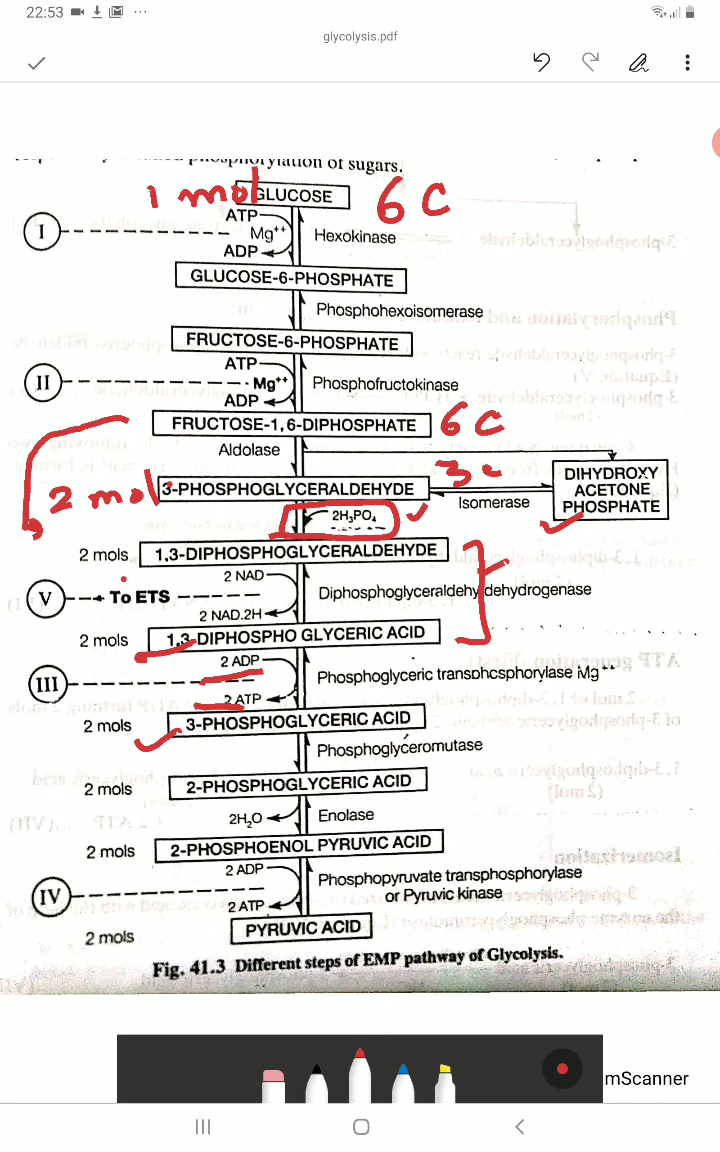 22:53
glycolysis.pdf
phosphorylation of sugars.
1 mol GLUCOSE 6 C
ATP
I
Mg++ Hexokinase
ADP
GLUCOSE-6-PHOSPHATE
Phosphohexoisomerase
FRUCTOSE-6-PHOSPHATE
ATP
II Mg++ Phosphofructokinase
ADP
FRUCTOSE-1,6-DIPHOSPHATE 6 C
Aldolase
2 mol 3-PHOSPHOGLYCERALDEHYDE 3 C
DIHYDROXY
ACETONE
PHOSPHATE
Isomerase
2H₃PO₄
2 mols 1,3-DIPHOSPHOGLYCERALDEHYDE
2 NAD
V To ETS Diphosphoglyceraldehy dehydrogenase
2 NAD.2H
2 mols 1,3-DIPHOSPHO GLYCERIC ACID
2 ADP
III Phosphoglyceric transphcsphorylase Mg++
2 ATP
2 mols 3-PHOSPHOGLYCERIC ACID
Phosphoglyceromutase
2 mols 2-PHOSPHOGLYCERIC ACID
2H₂O Enolase
2 mols 2-PHOSPHOENOL PYRUVIC ACID
2 ADP
IV Phosphopyruvate transphosphorylase
or Pyruvic kinase
2 ATP
2 mols PYRUVIC ACID
Fig. 41.3 Different steps of EMP pathway of Glycolysis.
mScanner